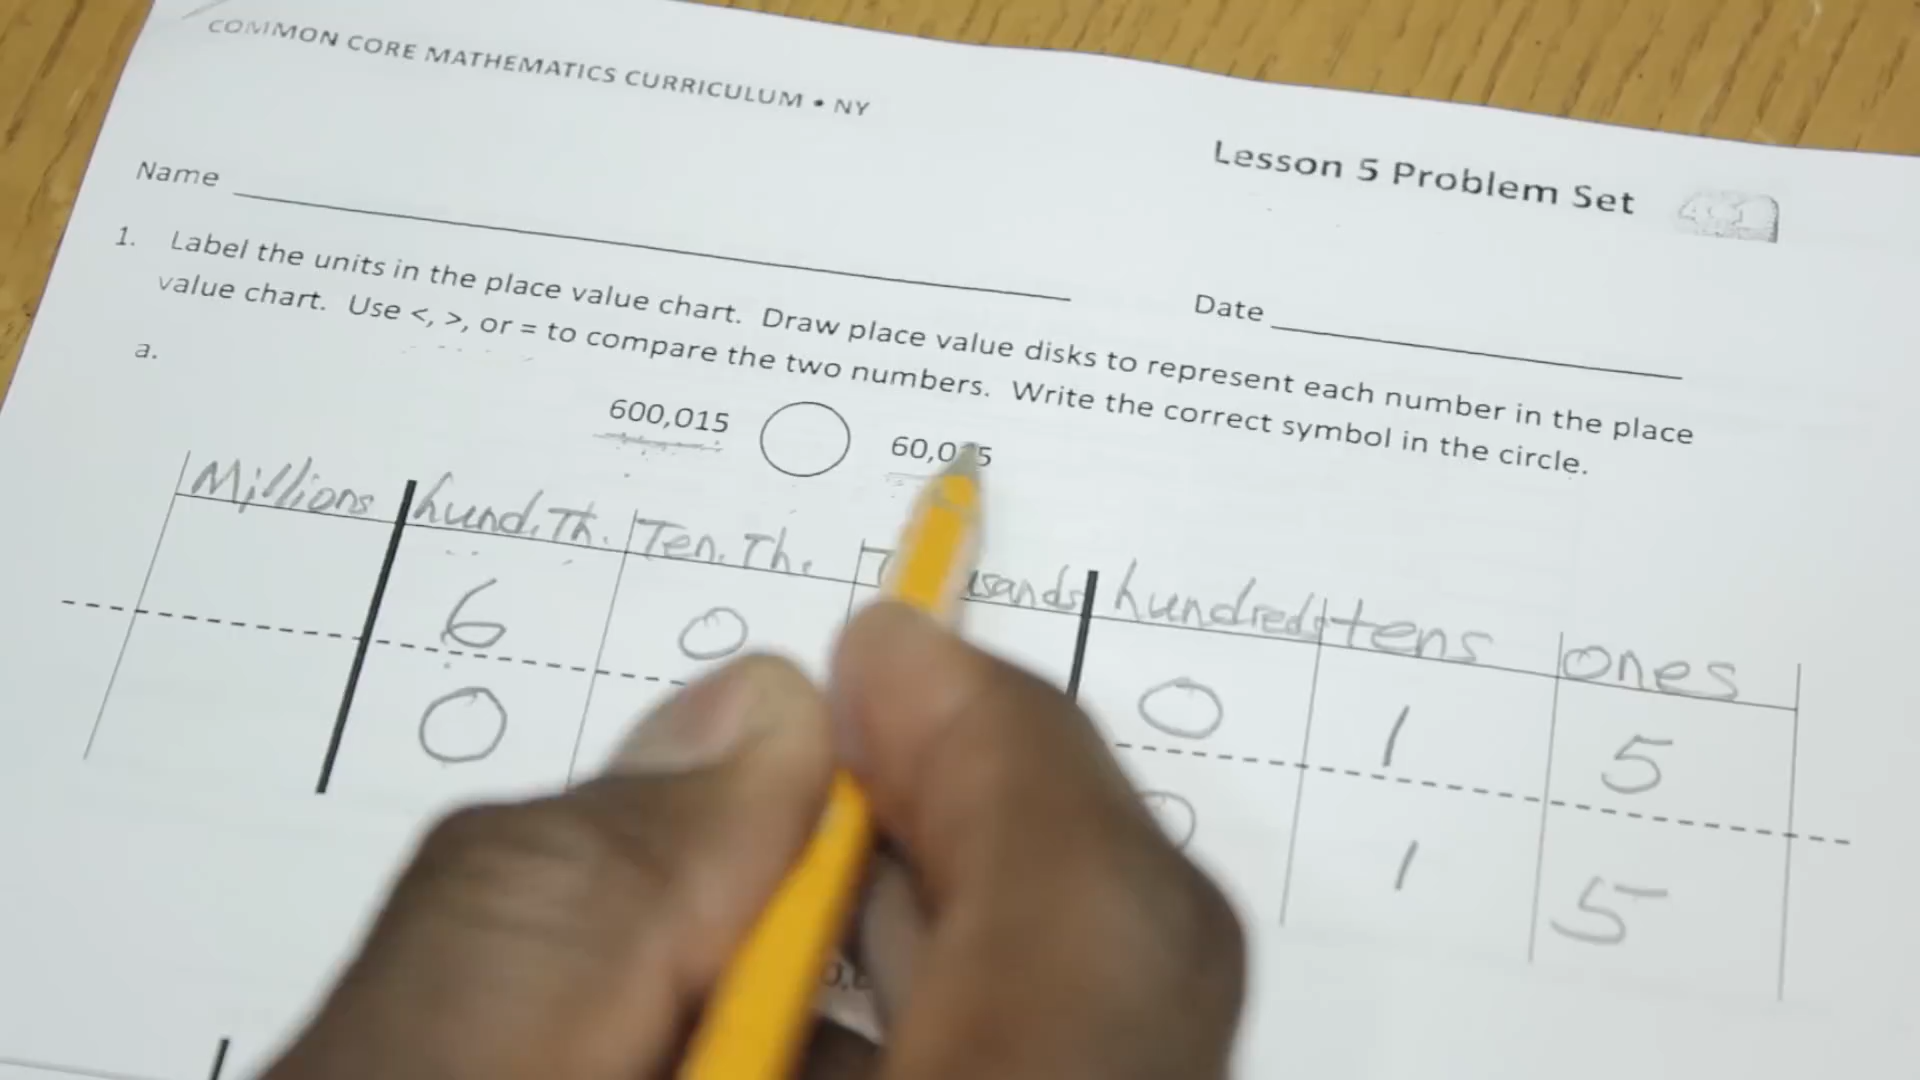 COMMON CORE MATHEMATICS CURRICULUM • NY
Lesson 5 Problem Set
Name
Date
1. Label the units in the place value chart. Draw place value disks to represent each number in the place
value chart. Use <, >, or = to compare the two numbers. Write the correct symbol in the circle.
a.
600,015
Millions hund.Th. Ten.Th. hundreds tens ones
6 0 0 1 5
0 0 1 5